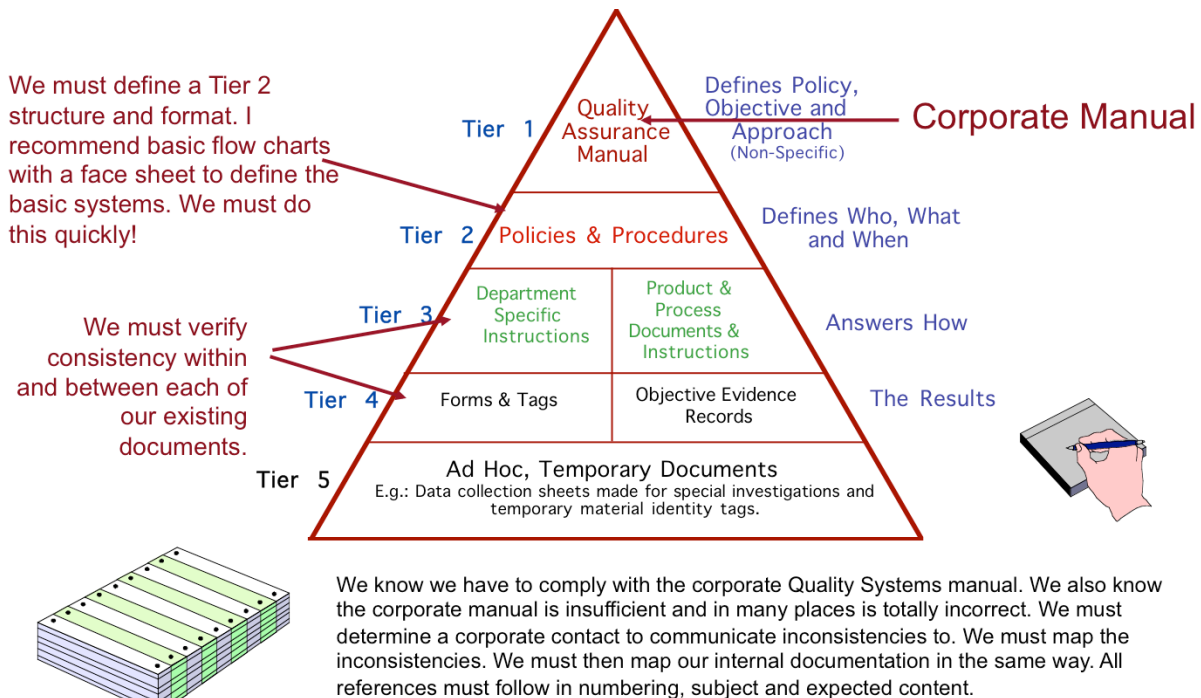 We must define a Tier 2
structure and format. I
recommend basic flow charts
with a face sheet to define the
basic systems. We must do
this quickly!
Tier 1
Quality
Assurance
Manual
Defines Policy,
Objective and
Approach
(Non-Specific)
Corporate Manual
Tier 2
Policies & Procedures
Defines Who, What
and When
We must verify
consistency within
and between each of
our existing
documents.
Tier 3
Department
Specific
Instructions
Product &
Process
Documents &
Instructions
Answers How
Tier 4
Forms & Tags
Objective Evidence
Records
The Results
Tier 5
Ad Hoc, Temporary Documents
E.g.: Data collection sheets made for special investigations and
temporary material identity tags.
We know we have to comply with the corporate Quality Systems manual. We also know
the corporate manual is insufficient and in many places is totally incorrect. We must
determine a corporate contact to communicate inconsistencies to. We must map the
inconsistencies. We must then map our internal documentation in the same way. All
references must follow in numbering, subject and expected content.